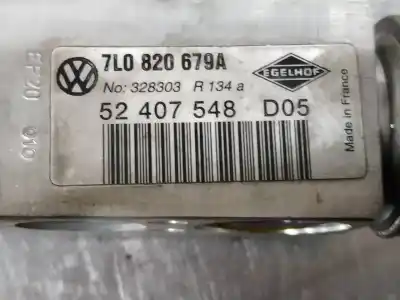 7L0 820 679A
EGELHOF
No: 328303 R 134 a
52 407 548 D05
Made in France